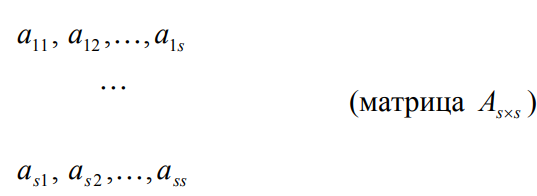 a₁₁, a₁₂,…,a₁ₛ
…
(матрица Aₛ×ₛ)
aₛ₁, aₛ₂,…,aₛₛ